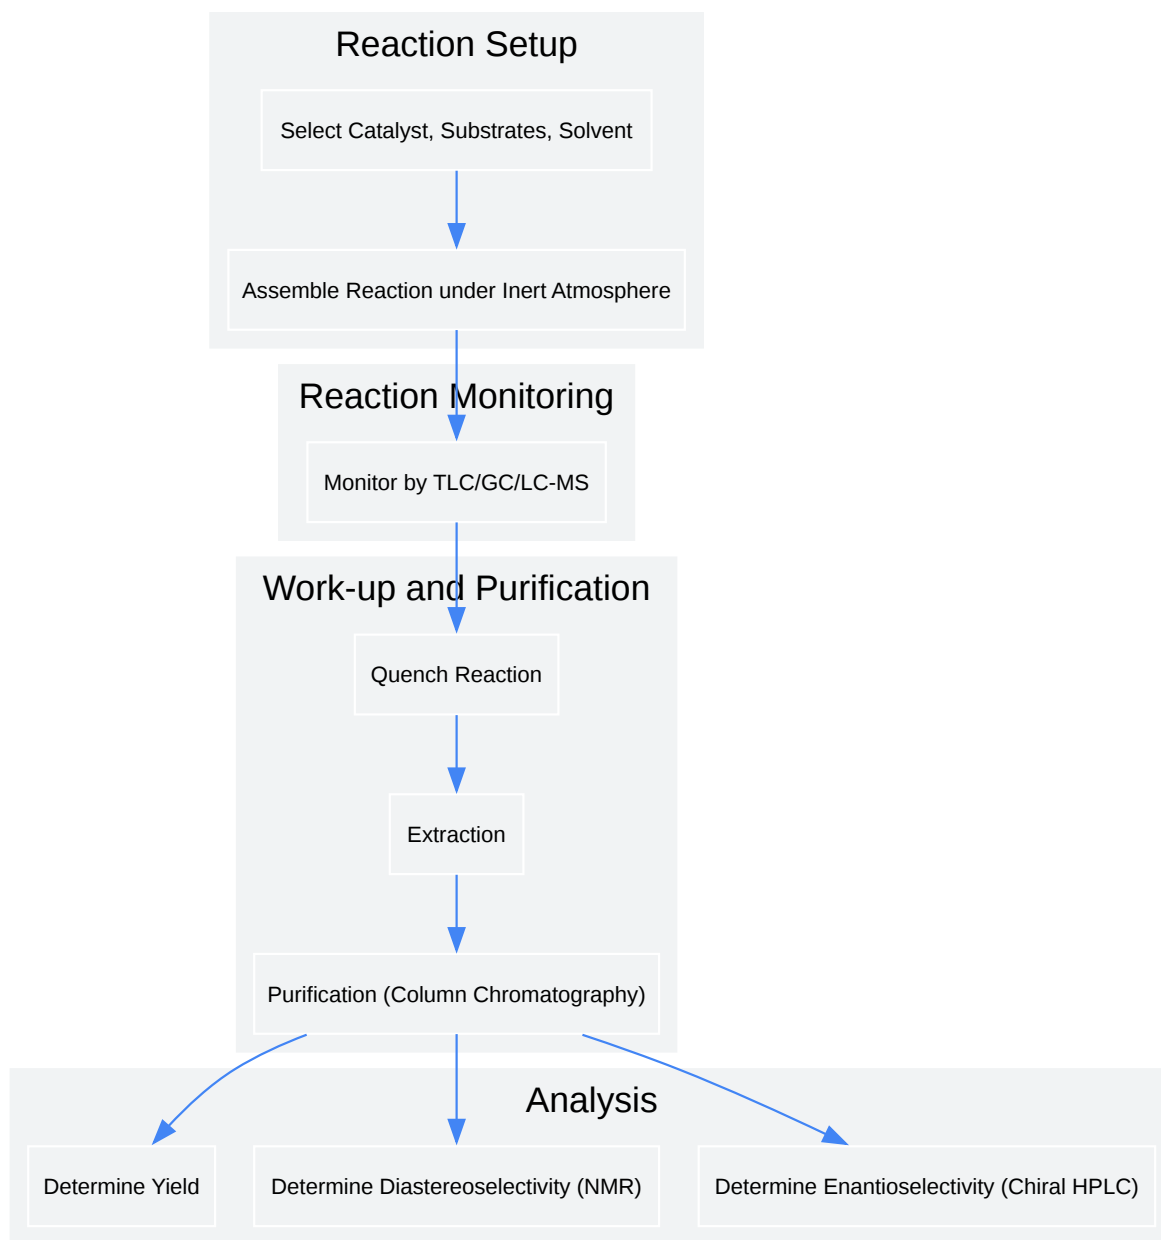 Reaction Setup
Select Catalyst, Substrates, Solvent
Assemble Reaction under Inert Atmosphere
Reaction Monitoring
Monitor by TLC/GC/LC-MS
Work-up and Purification
Quench Reaction
Extraction
Purification (Column Chromatography)
Analysis
Determine Yield
Determine Diastereoselectivity (NMR)
Determine Enantioselectivity (Chiral HPLC)